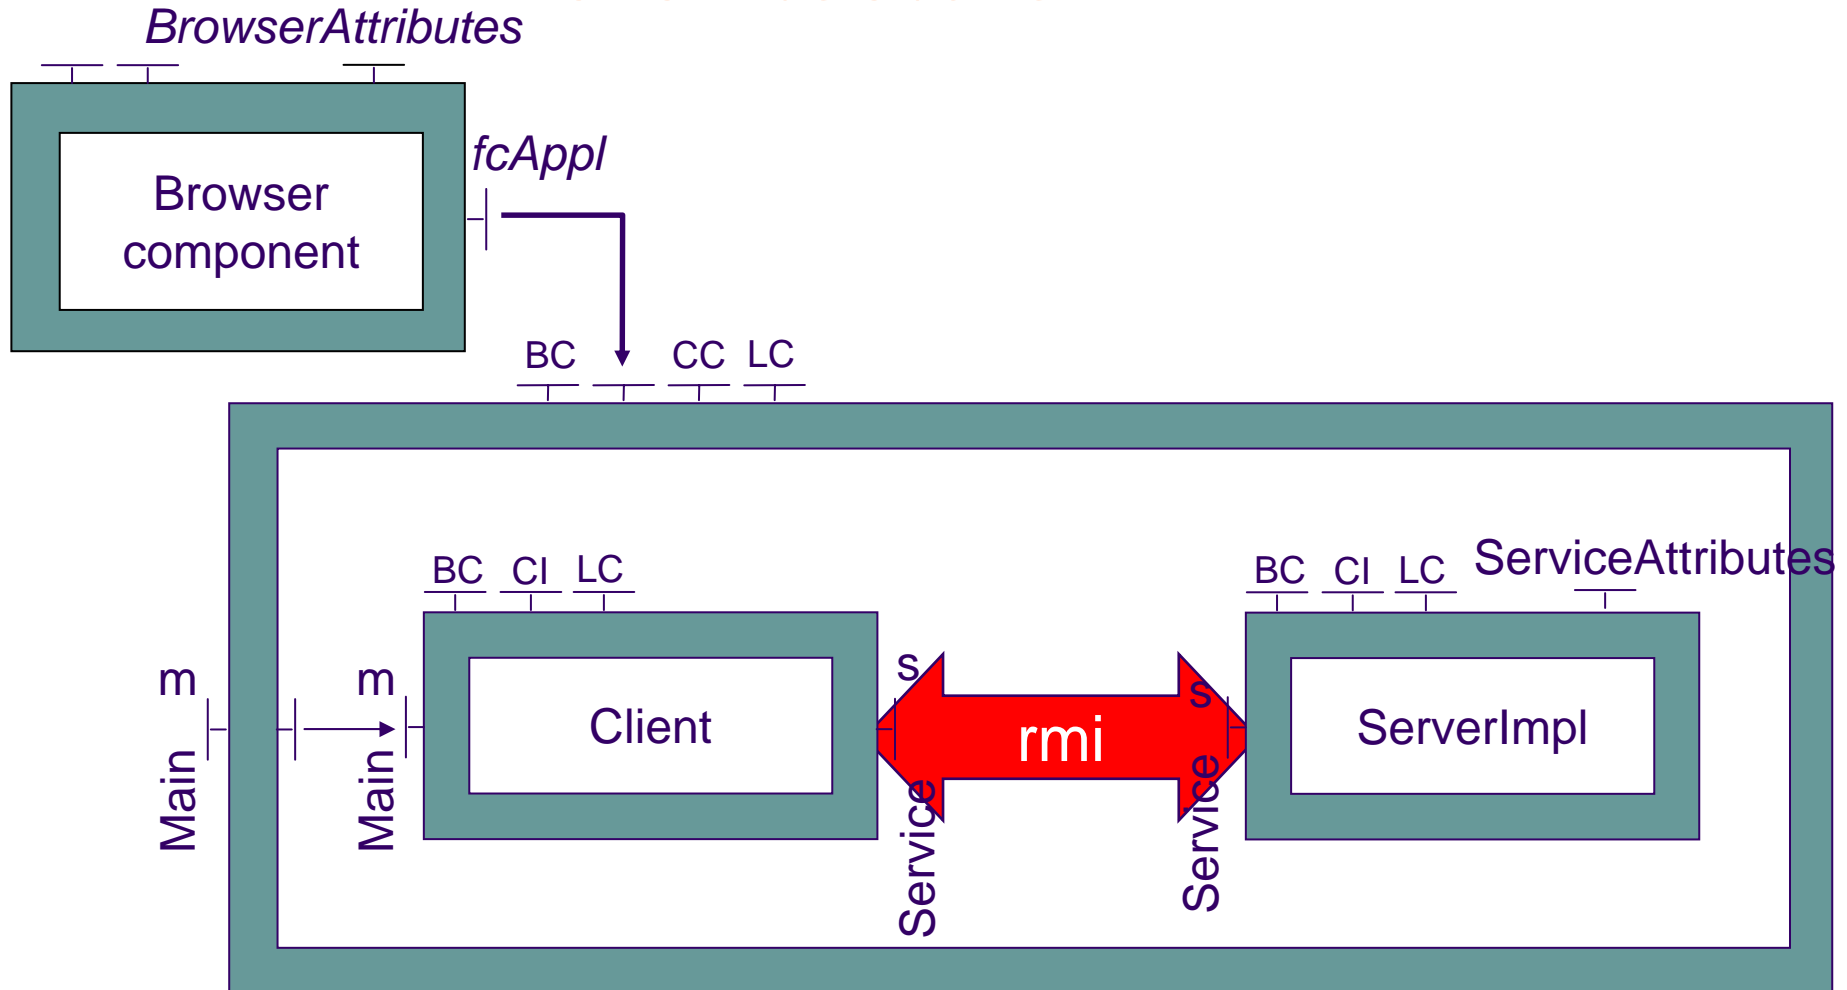 BrowserAttributes
fcAppl
Browser
component
BC CC LC
BC CI LC
BC CI LC ServiceAttributes
m
Main
m
Main
Client
s
Service
rmi
s
Service
ServerImpl